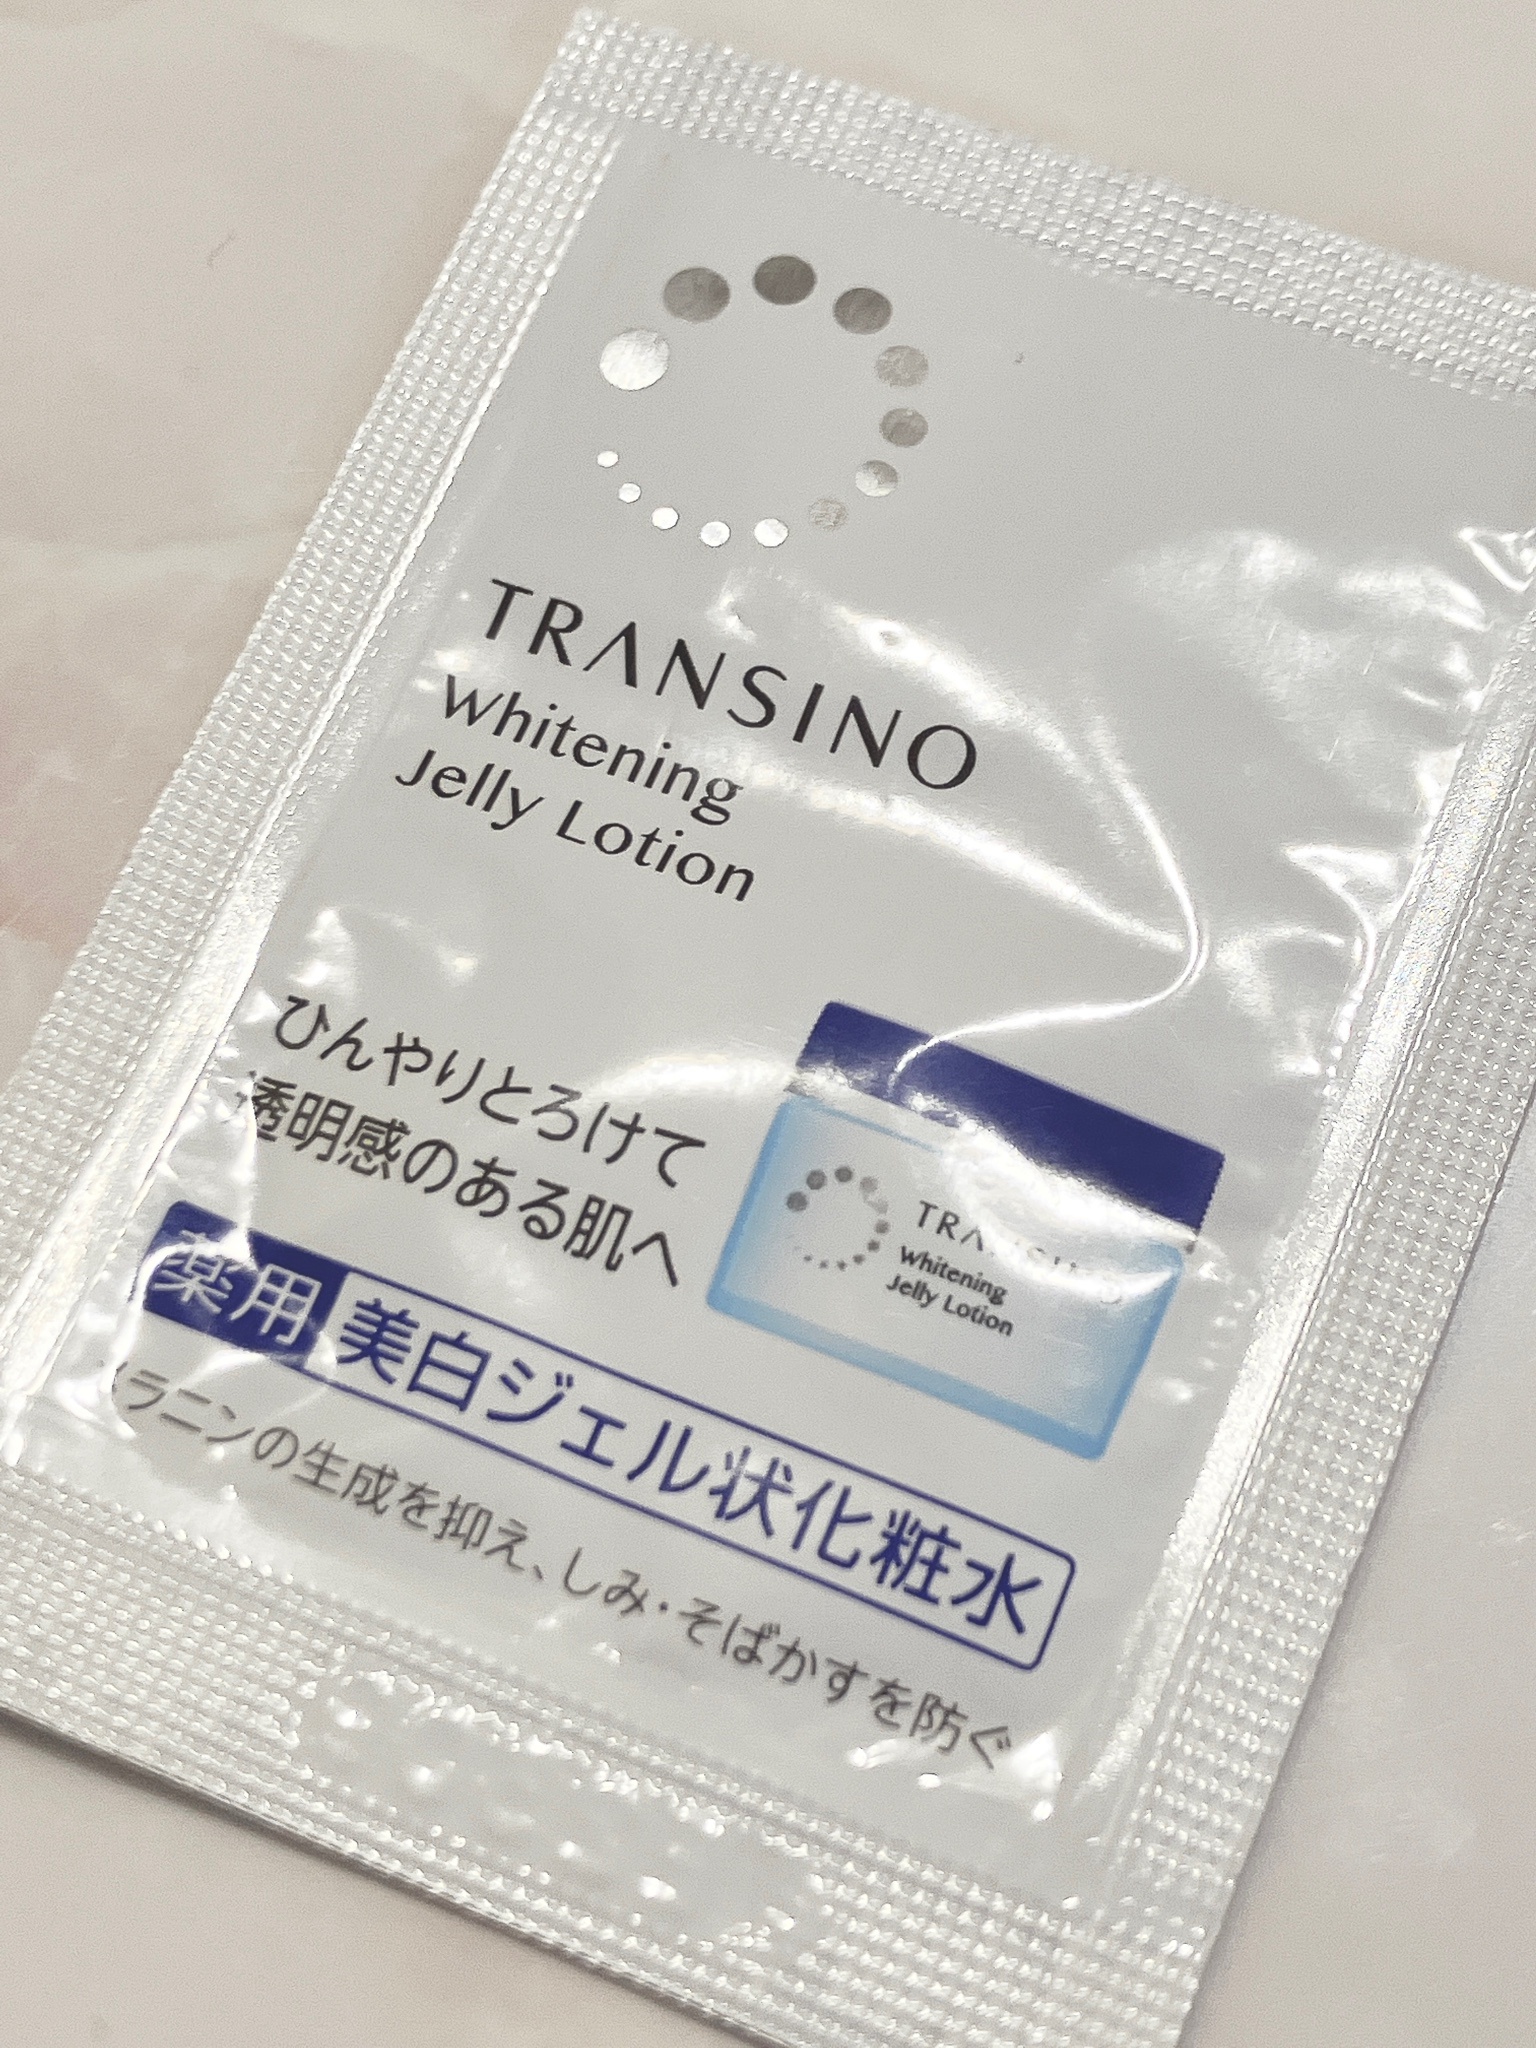 TRANSINO
Whitening
Jelly Lotion
ひんやりとろけて
透明感のある肌へ
TRANSINO
Whitening
Jelly Lotion
薬用 美白ジェル状化粧水
メラニンの生成を抑え、しみ・そばかすを防ぐ